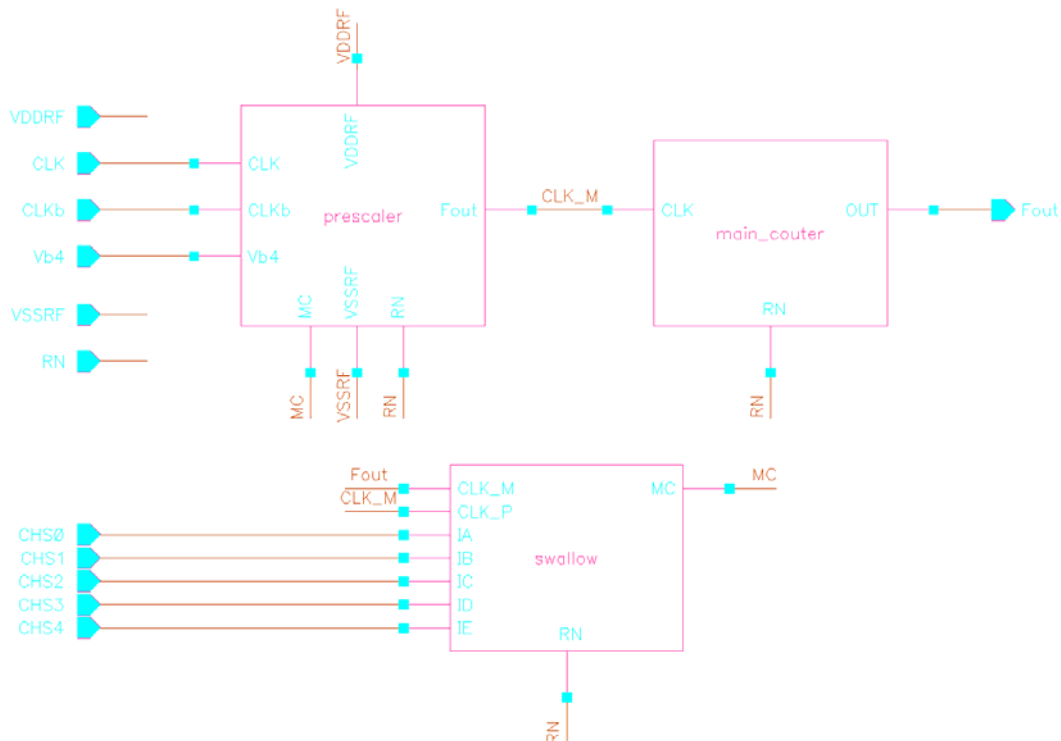 VDDRF
VDDRF
VDDRF
CLK
CLK
CLKb
CLKb
prescaler
Fout
CLK_M
CLK
OUT
Fout
main_couter
Vb4
Vb4
MC
VSSRF
RN
RN
VSSRF
RN
MC
VSSRF
RN
RN
Fout
CLK_M
MC
MC
CLK_M
CLK_P
CHS0
IA
CHS1
IB
swallow
CHS2
IC
CHS3
ID
CHS4
IE
RN
RN